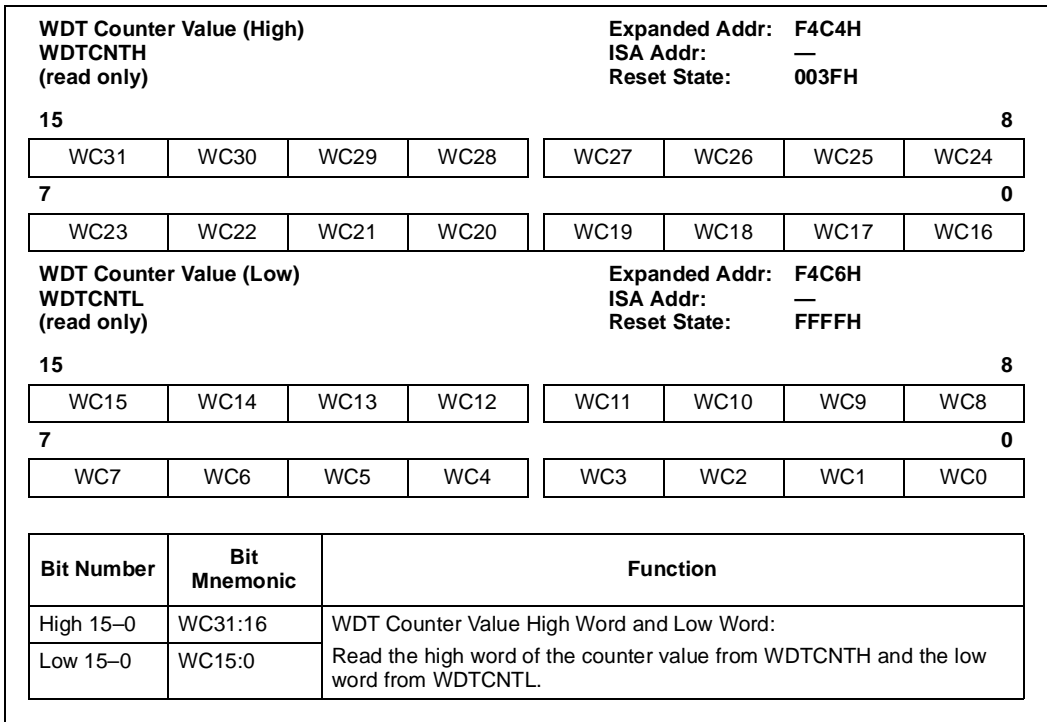 WDT Counter Value (High) Expanded Addr: F4C4H
WDTCNTH ISA Addr: —
(read only) Reset State: 003FH
15 8
WC31 WC30 WC29 WC28 WC27 WC26 WC25 WC24
7 0
WC23 WC22 WC21 WC20 WC19 WC18 WC17 WC16
WDT Counter Value (Low) Expanded Addr: F4C6H
WDTCNTL ISA Addr: —
(read only) Reset State: FFFFH
15 8
WC15 WC14 WC13 WC12 WC11 WC10 WC9 WC8
7 0
WC7 WC6 WC5 WC4 WC3 WC2 WC1 WC0
Bit Number Bit Mnemonic Function
High 15–0 WC31:16 WDT Counter Value High Word and Low Word:
Low 15–0 WC15:0 Read the high word of the counter value from WDTCNTH and the low
word from WDTCNTL.